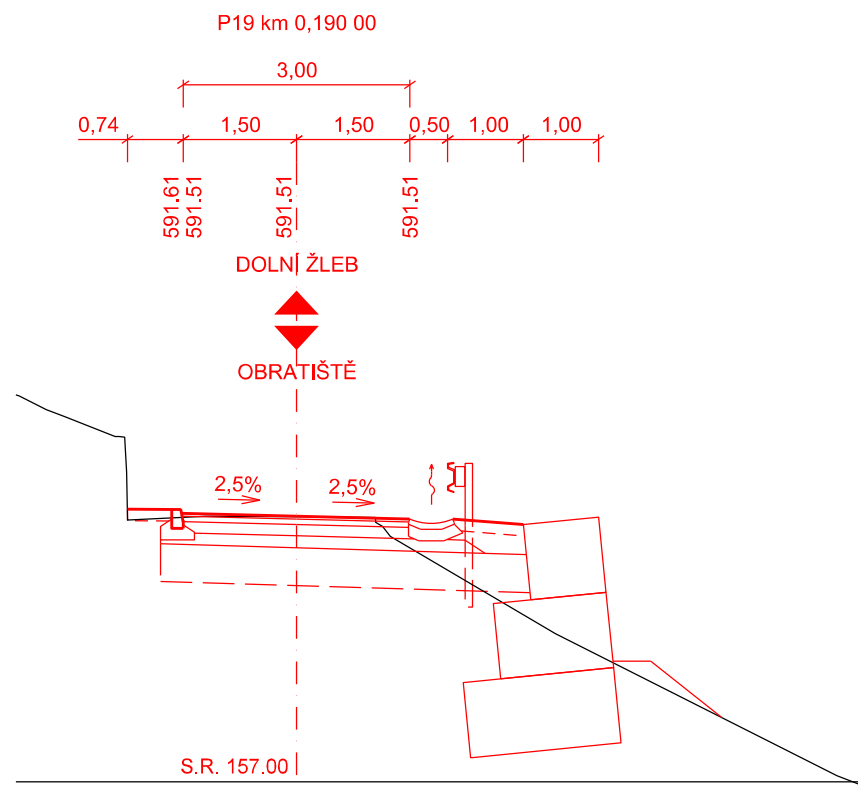 P19 km 0,190 00
3,00
0,74 1,50 1,50 0,50 1,00 1,00
591.61
591.51
591.51
591.51
DOLNÍ ŽLEB
OBRATIŠTĚ
2,5% 2,5%
S.R. 157.00